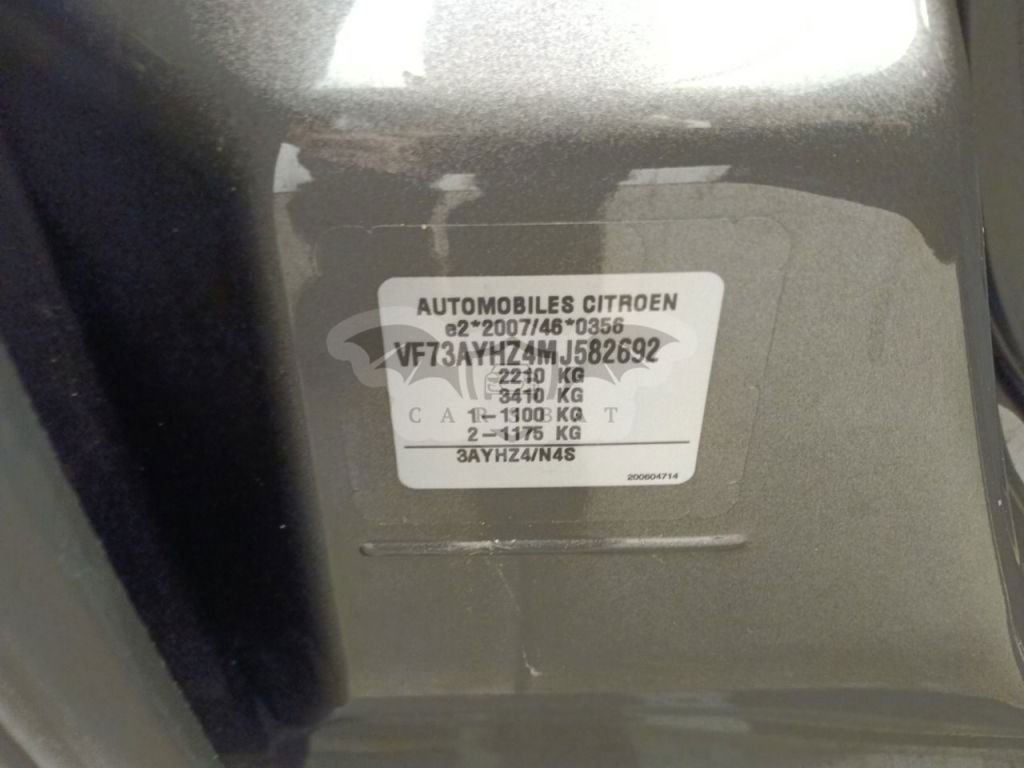 AUTOMOBILES CITROEN
e2*2007/46*0356
VF73AYHZ4MJ582692
2210 KG
3410 KG
1-1100 KG
2-1175 KG
3AYHZ4/N4S
200604714